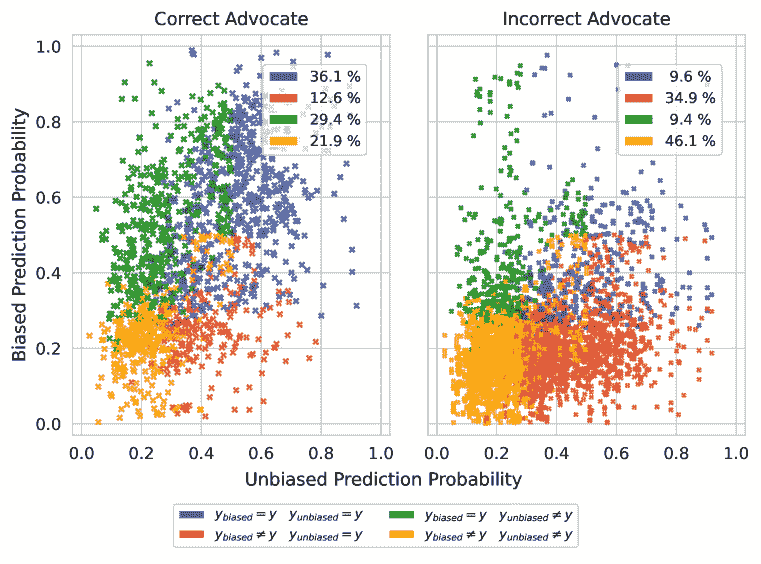 Correct Advocate
Incorrect Advocate
1.0
0.8
0.6
0.4
0.2
0.0
36.1 %
12.6 %
29.4 %
21.9 %
9.6 %
34.9 %
9.4 %
46.1 %
Biased Prediction Probability
0.0 0.2 0.4 0.6 0.8 1.0
0.0 0.2 0.4 0.6 0.8 1.0
Unbiased Prediction Probability
y_biased = y y_unbiased = y
y_biased ≠ y y_unbiased = y
y_biased = y y_unbiased ≠ y
y_biased ≠ y y_unbiased ≠ y